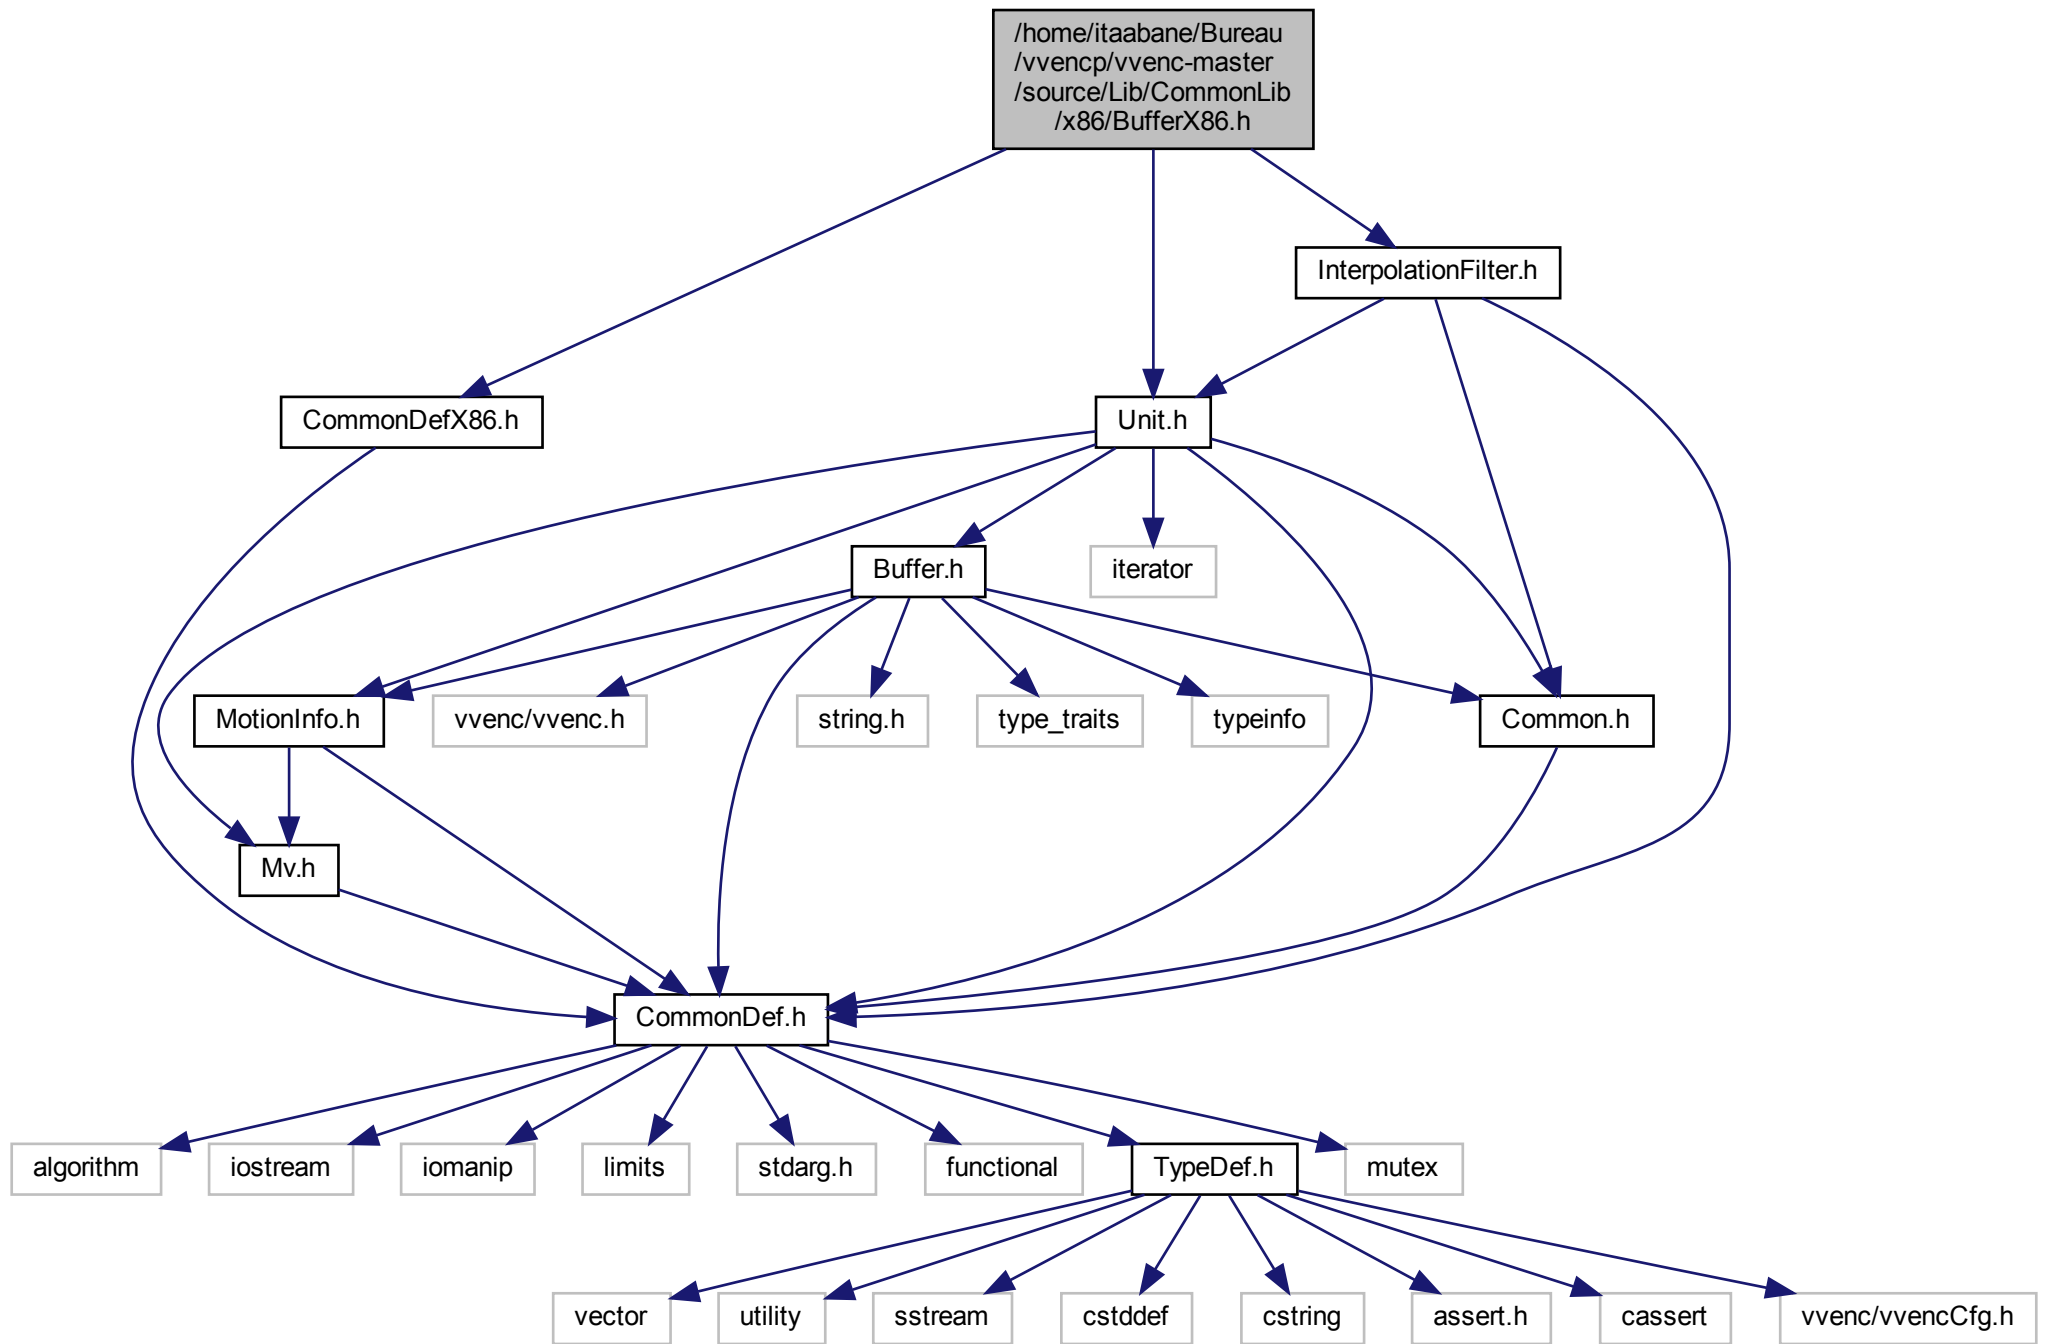 /home/itaabane/Bureau
/vvencp/vvenc-master
/source/Lib/CommonLib
/x86/BufferX86.h
InterpolationFilter.h
CommonDefX86.h
Unit.h
Buffer.h
iterator
MotionInfo.h
vvenc/vvenc.h
string.h
type_traits
typeinfo
Common.h
Mv.h
CommonDef.h
algorithm
iostream
iomanip
limits
stdarg.h
functional
TypeDef.h
mutex
vector
utility
sstream
cstddef
cstring
assert.h
cassert
vvenc/vvencCfg.h